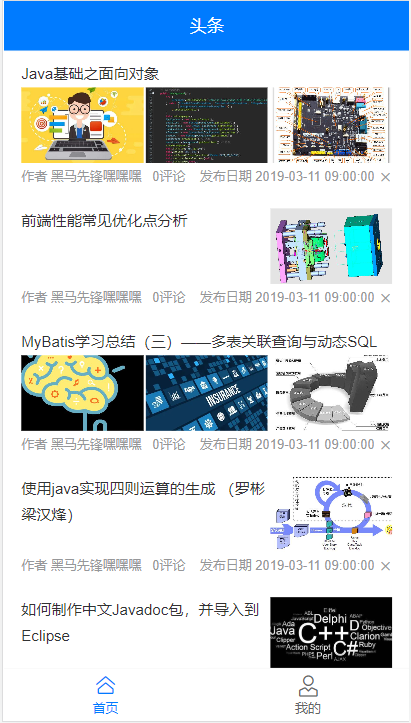 头条
Java基础之面向对象
作者 黑马先锋嘿嘿嘿 0评论 发布日期 2019-03-11 09:00:00 ×
前端性能常见优化点分析
作者 黑马先锋嘿嘿嘿 0评论 发布日期 2019-03-11 09:00:00 ×
MyBatis学习总结（三）——多表关联查询与动态SQL
INSURANCE
作者 黑马先锋嘿嘿嘿 0评论 发布日期 2019-03-11 09:00:00 ×
使用java实现四则运算的生成 （罗彬
梁汉烽）
作者 黑马先锋嘿嘿嘿 0评论 发布日期 2019-03-11 09:00:00 ×
如何制作中文Javadoc包，并导入到
Eclipse
Delphi
Ada
Java
C++
D
Objective
Clarion
Ruby
Action Script
Perl
C#
首页
我的